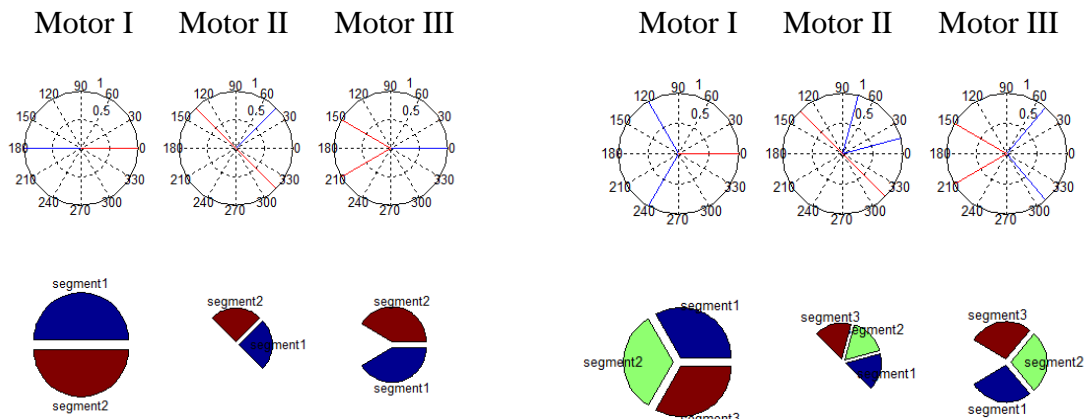 Motor I Motor II Motor III Motor I Motor II Motor III
90 1 90 1 90 1 90 1 90 1 90 1
120 60 120 60 120 60 120 60 120 60 120 60
0.5 0.5 0.5 0.5 0.5 0.5
150 30 150 30 150 30 150 30 150 30 150 30
180 0 180 0 180 0 180 0 180 0 180 0
210 330 210 330 210 330 210 330 210 330 210 330
240 300 240 300 240 300 240 300 240 300 240 300
270 270 270 270 270 270
segment1 segment2 segment2 segment1 segment3 segment3
segment2
segment1 segment2 segment2
segment1
segment2 segment1 segment3 segment1